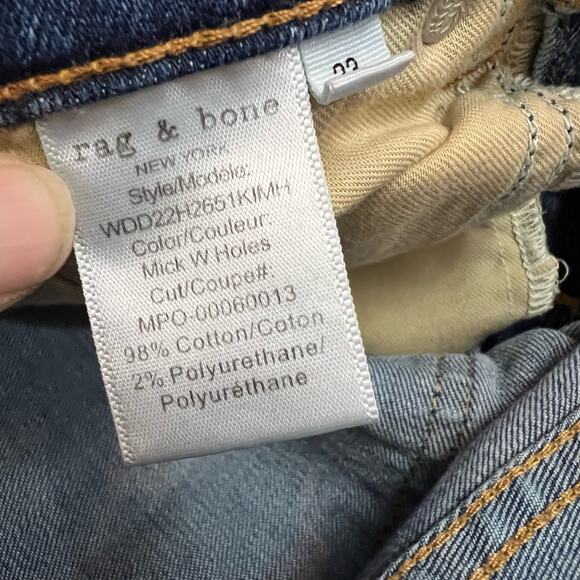 rag & bone
NEW YORK
Style/Modele:
WDD22H2651KIMH
Color/Couleur:
Mick W Holes
Cut/Coupe#:
MPO-00060013
98% Cotton/Coton
2% Polyurethane/
Polyuréthane